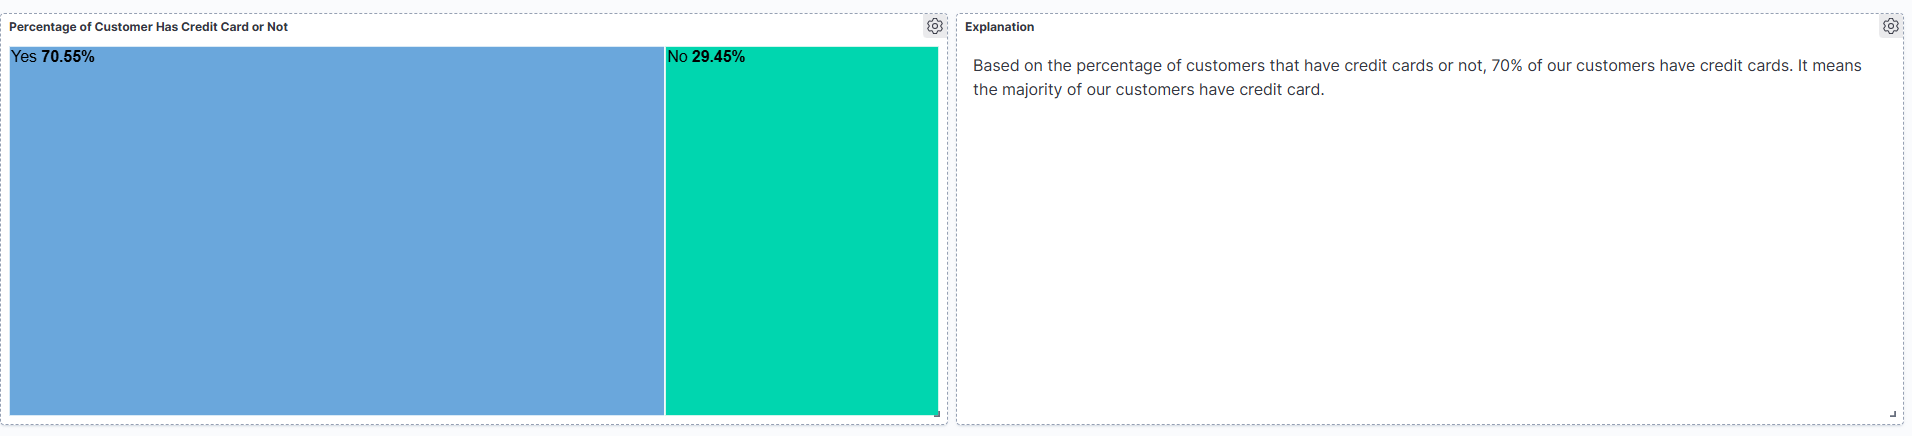 Percentage of Customer Has Credit Card or Not
Yes 70.55%
No 29.45%
Explanation
Based on the percentage of customers that have credit cards or not, 70% of our customers have credit cards. It means
the majority of our customers have credit card.